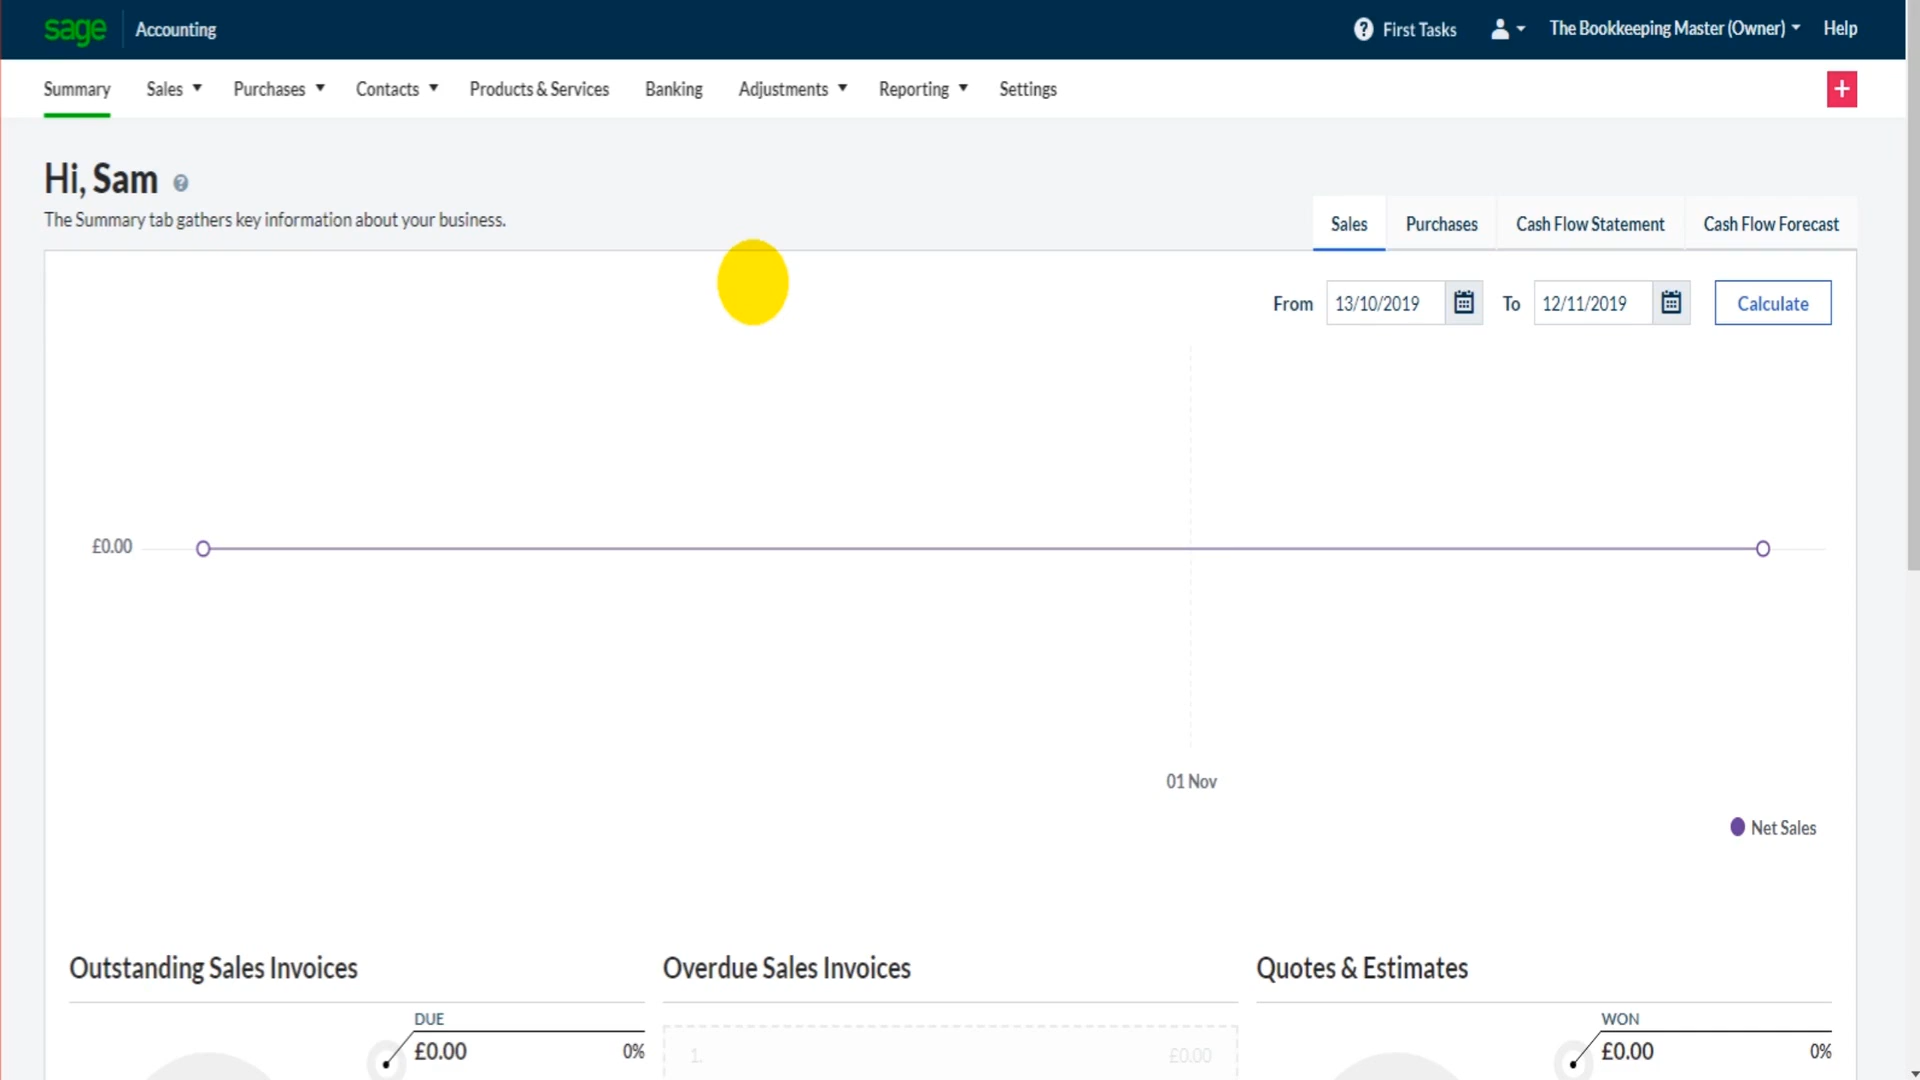 sage Accounting First Tasks The Bookkeeping Master (Owner) Help
Summary Sales Purchases Contacts Products & Services Banking Adjustments Reporting Settings +
Hi, Sam ?
The Summary tab gathers key information about your business.
Sales Purchases Cash Flow Statement Cash Flow Forecast
From 13/10/2019 To 12/11/2019 Calculate
£0.00
01 Nov
Net Sales
Outstanding Sales Invoices Overdue Sales Invoices Quotes & Estimates
DUE WON
£0.00 0% 1. £0.00 £0.00 0%